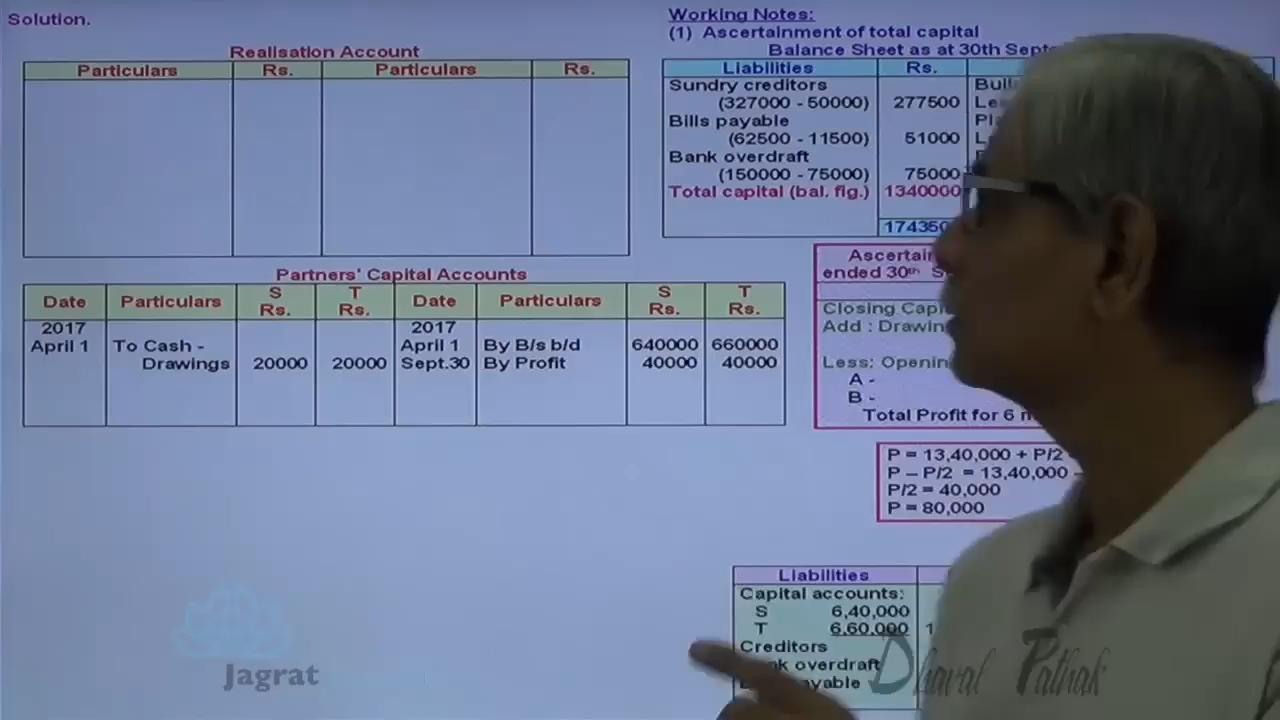 Solution.
Realisation Account
Particulars Rs. Particulars Rs.
Partners' Capital Accounts
Date Particulars S Rs. T Rs. Date Particulars S Rs. T Rs.
2017 2017
April 1 To Cash - April 1 By B/s b/d 640000 660000
Drawings 20000 20000 Sept.30 By Profit 40000 40000
Working Notes:
(1) Ascertainment of total capital
Balance Sheet as at 30th
Liabilities Rs.
Sundry creditors
(327000 - 50000) 277500
Bills payable
(62500 - 11500) 51000
Bank overdraft
(150000 - 75000) 75000
Total capital (bal. fig.) 1340000
ended 30th
Closing
Add :
Less:
A -
B -
Total Profit for 6
P = 13,40,000 + P/2
P – P/2 = 13,40,000
P/2 = 40,000
P = 80,000
Liabilities
Capital accounts:
S 6,40,000
T 6,60,000
Creditors
overdraft
Jagrat
Dhaval Pathak